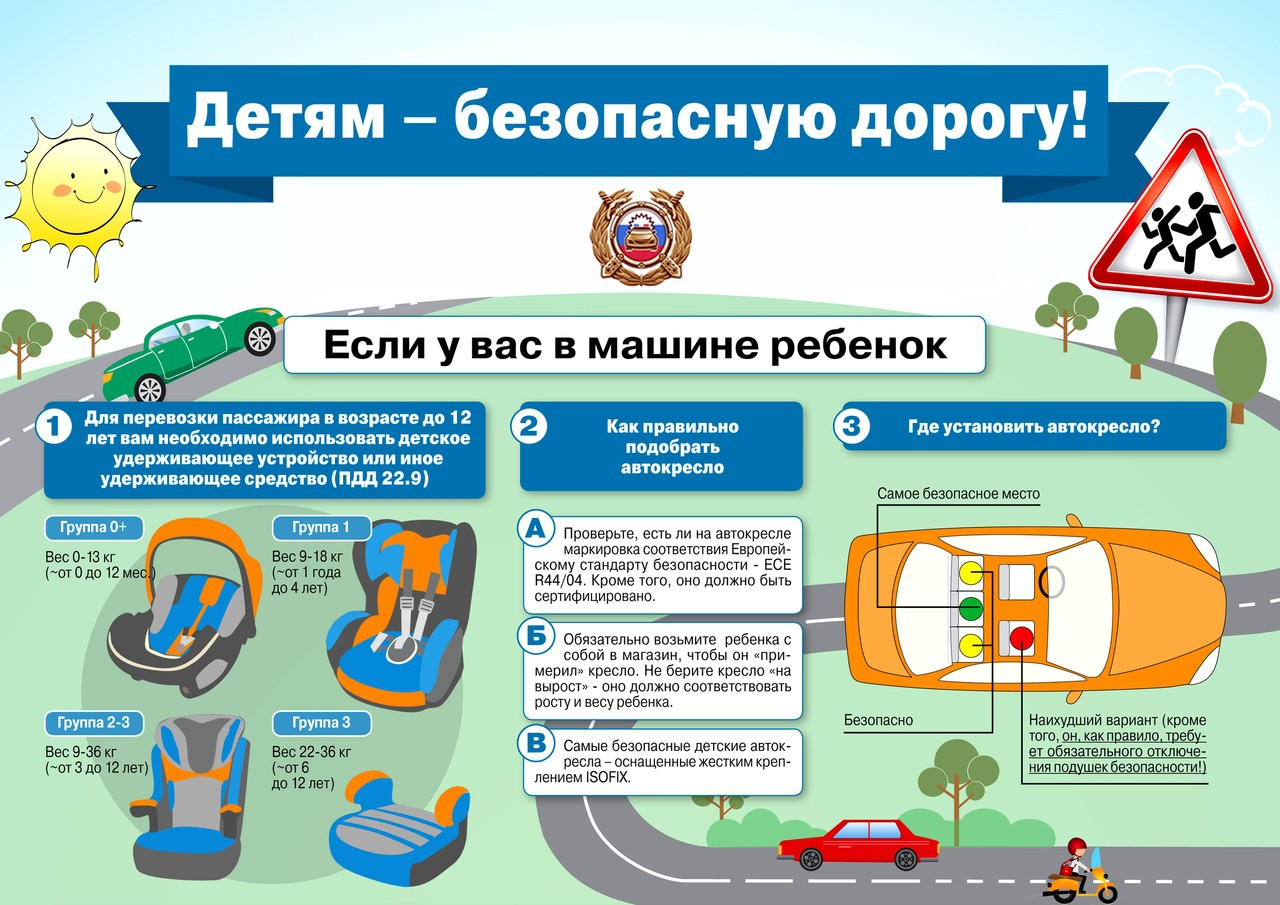 Детям – безопасную дорогу!
Если у вас в машине ребенок
1
Для перевозки пассажира в возрасте до 12
лет вам необходимо использовать детское
удерживающее устройство или иное
удерживающее средство (ПДД 22.9)
Группа 0+
Вес 0-13 кг
(~от 0 до 12 мес.)
Группа 1
Вес 9-18 кг
(~от 1 года
до 4 лет)
Группа 2-3
Вес 9-36 кг
(~от 3 до 12 лет)
Группа 3
Вес 22-36 кг
(~от 6
до 12 лет)
2
Как правильно
подобрать
автокресло
А
Проверьте, есть ли на автокресле
маркировка соответствия Европей-
скому стандарту безопасности - ECE
R44/04. Кроме того, оно должно быть
сертифицировано.
Б
Обязательно возьмите ребенка с
собой в магазин, чтобы он «при-
мерил» кресло. Не берите кресло «на
вырост» - оно должно соответствовать
росту и весу ребенка.
В
Самые безопасные детские авток-
ресла – оснащенные жестким креп-
лением ISOFIX.
3
Где установить автокресло?
Самое безопасное место
Безопасно
Наихудший вариант (кроме
того, он, как правило, требу-
ет обязательного отключе-
ния подушек безопасности!)